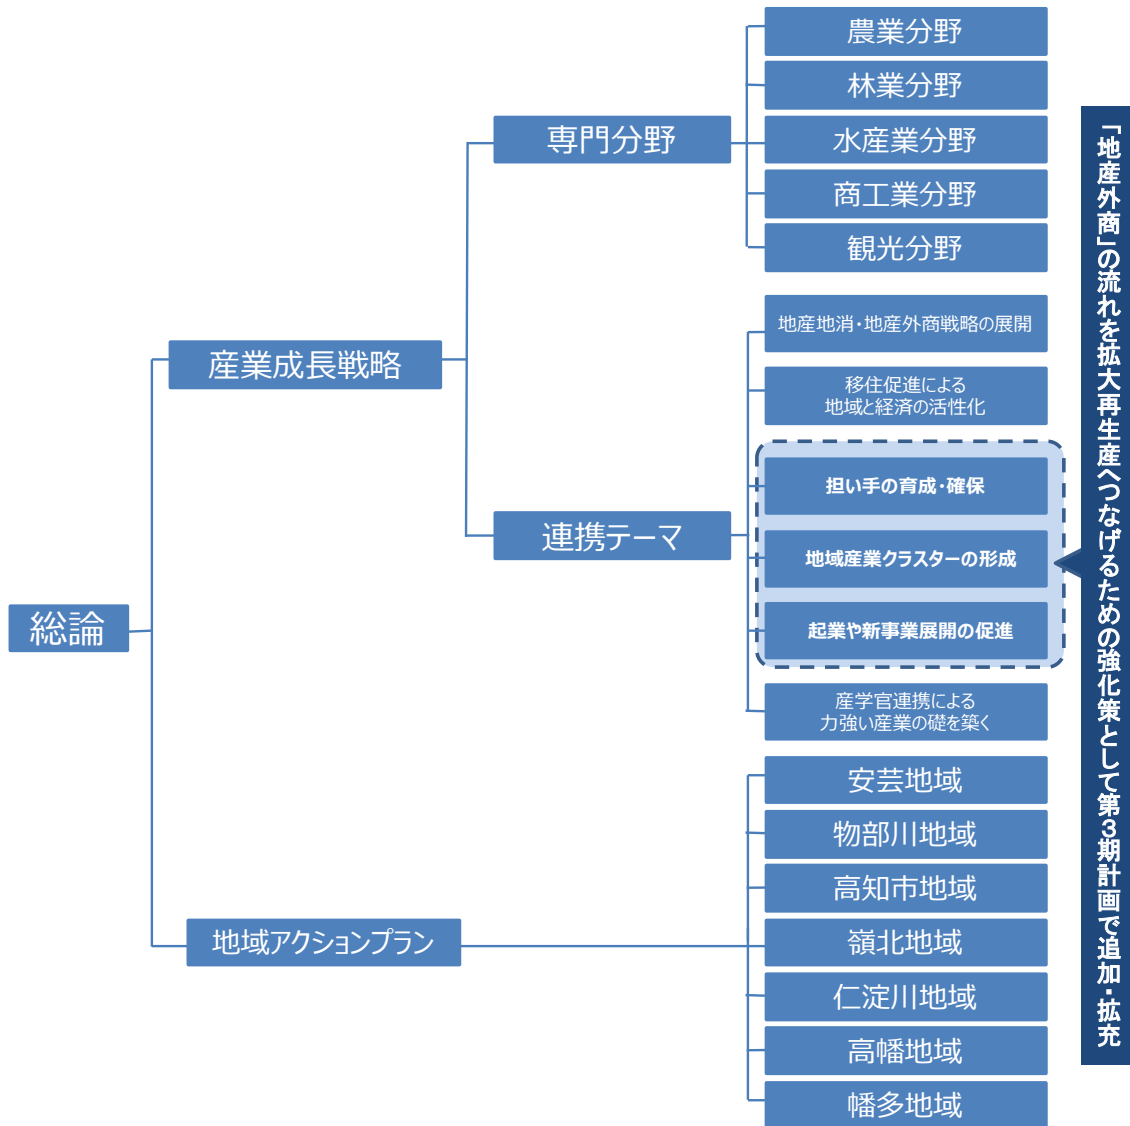 総論
産業成長戦略
専門分野
農業分野
林業分野
水産業分野
商工業分野
観光分野
連携テーマ
地産地消・地産外商戦略の展開
移住促進による
地域と経済の活性化
担い手の育成・確保
地域産業クラスターの形成
起業や新事業展開の促進
産学官連携による
力強い産業の礎を築く
地域アクションプラン
安芸地域
物部川地域
高知市地域
嶺北地域
仁淀川地域
高幡地域
幡多地域
「地産外商」の流れを拡大再生産へつなげるための強化策として第３期計画で追加・拡充